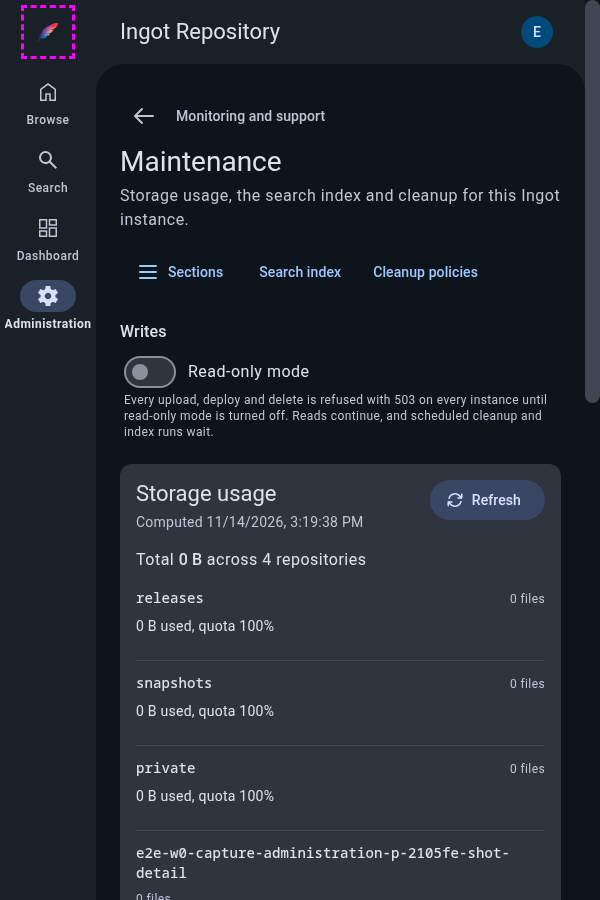 Ingot Repository
E
Browse
Search
Dashboard
Administration
Monitoring and support
Maintenance
Storage usage, the search index and cleanup for this Ingot
instance.
Sections
Search index
Cleanup policies
Writes
Read-only mode
Every upload, deploy and delete is refused with 503 on every instance until
read-only mode is turned off. Reads continue, and scheduled cleanup and
index runs wait.
Storage usage
Refresh
Computed 11/14/2026, 3:19:38 PM
Total 0 B across 4 repositories
releases
0 files
0 B used, quota 100%
snapshots
0 files
0 B used, quota 100%
private
0 files
0 B used, quota 100%
e2e-w0-capture-administration-p-2105fe-shot-
detail
0 files